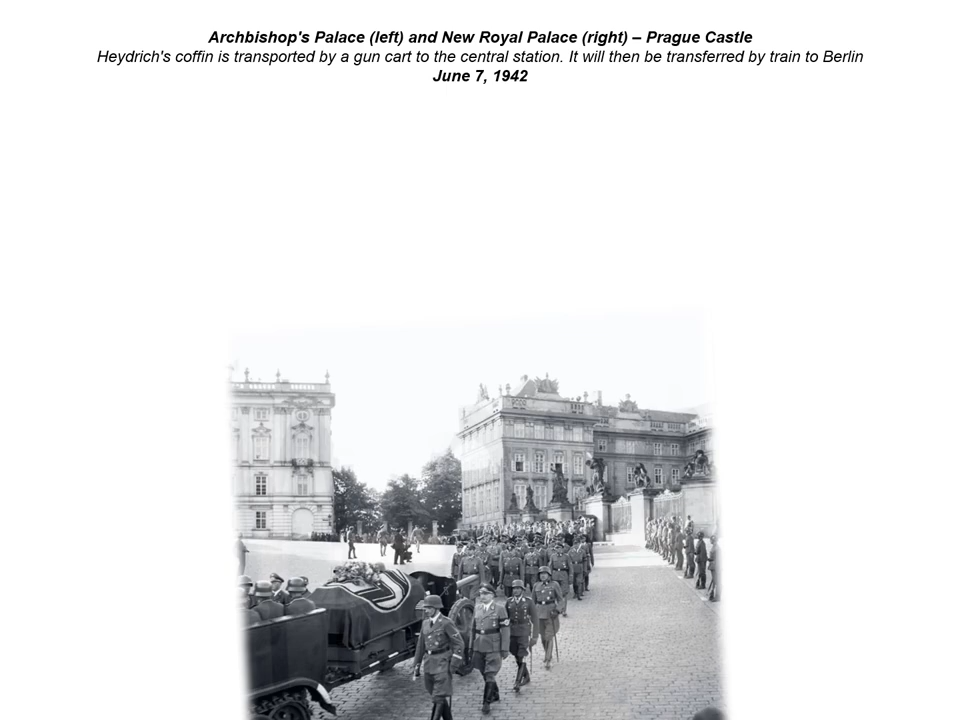 Archbishop's Palace (left) and New Royal Palace (right) – Prague Castle
Heydrich's coffin is transported by a gun cart to the central station. It will then be transferred by train to Berlin
June 7, 1942